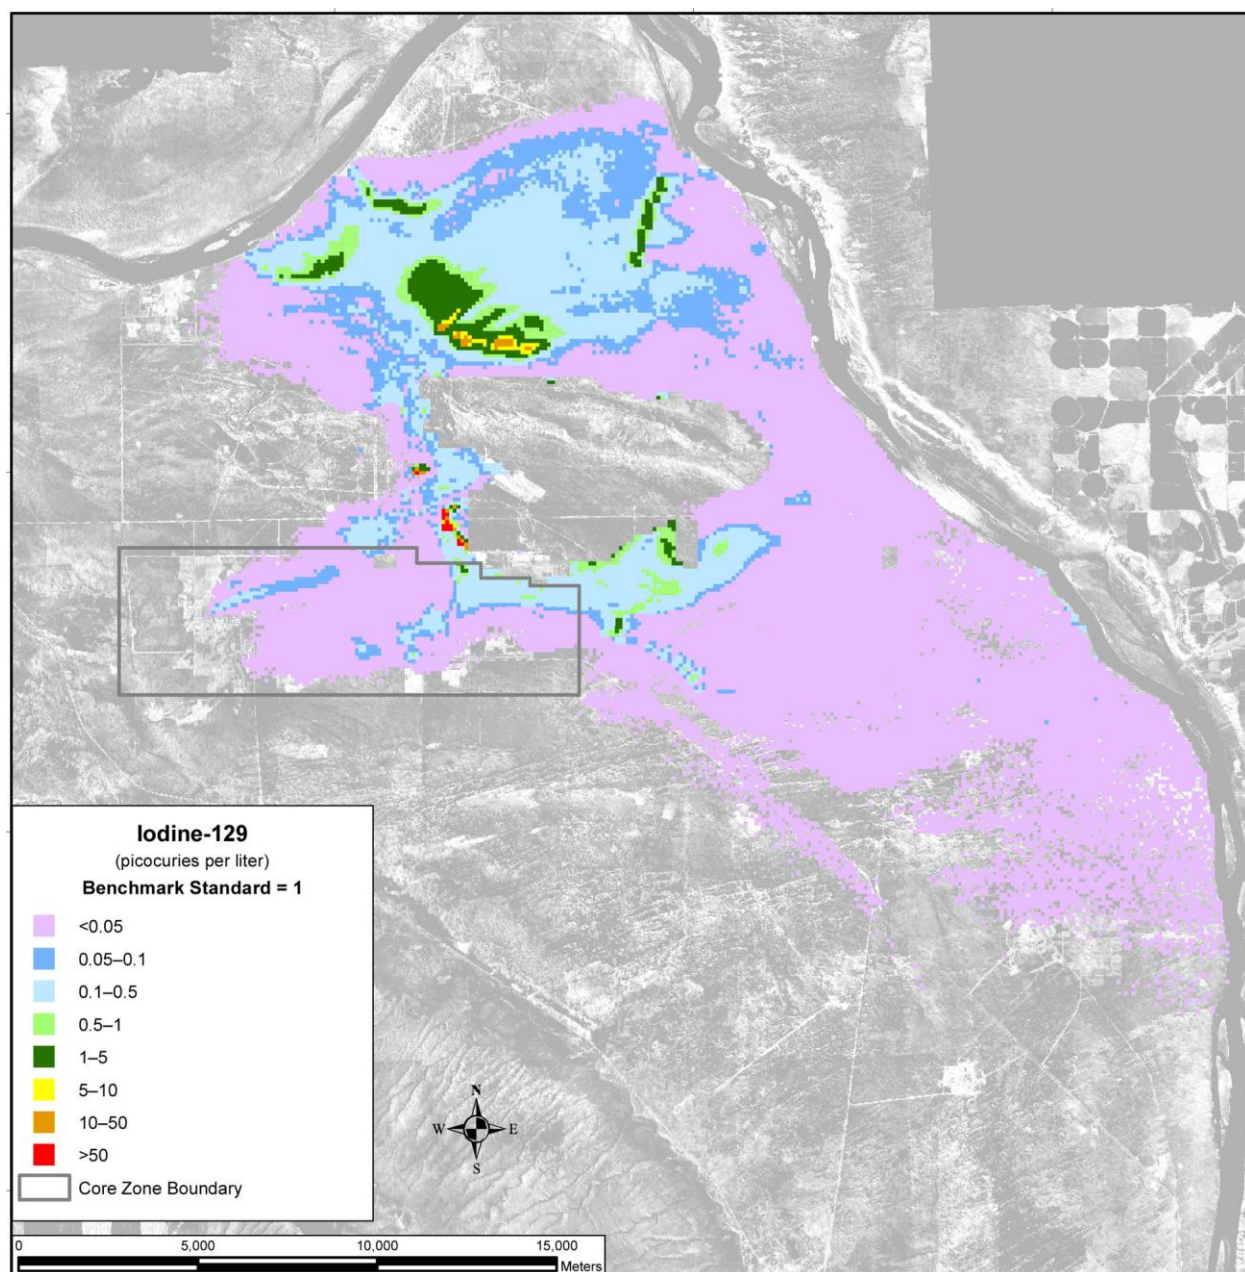 Iodine-129
(picocuries per liter)
Benchmark Standard = 1
<0.05
0.05–0.1
0.1–0.5
0.5–1
1–5
5–10
10–50
>50
Core Zone Boundary
N
W E
S
0 5,000 10,000 15,000
Meters